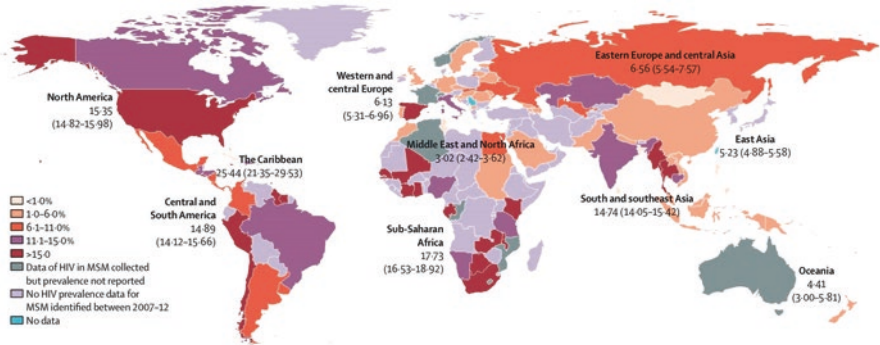 Eastern Europe and central Asia
6·56 (5·54–7·57)
Western and
central Europe
6·13
(5·31–6·96)
North America
15·35
(14·82–15·98)
Middle East and North Africa
3·02 (2·42–3·62)
East Asia
5·23 (4·88–5·58)
The Caribbean
25·44 (21·35–29·53)
Central and
South America
14·89
(14·12–15·66)
South and southeast Asia
14·74 (14·05–15·42)
Sub-Saharan
Africa
17·73
(16·53–18·92)
Oceania
4·41
(3·00–5·81)
<1·0%
1·0–6·0%
6·1–11·0%
11·1–15·0%
>15·0
Data of HIV in MSM collected
but prevalence not reported
No HIV prevalence data for
MSM identified between 2007–12
No data